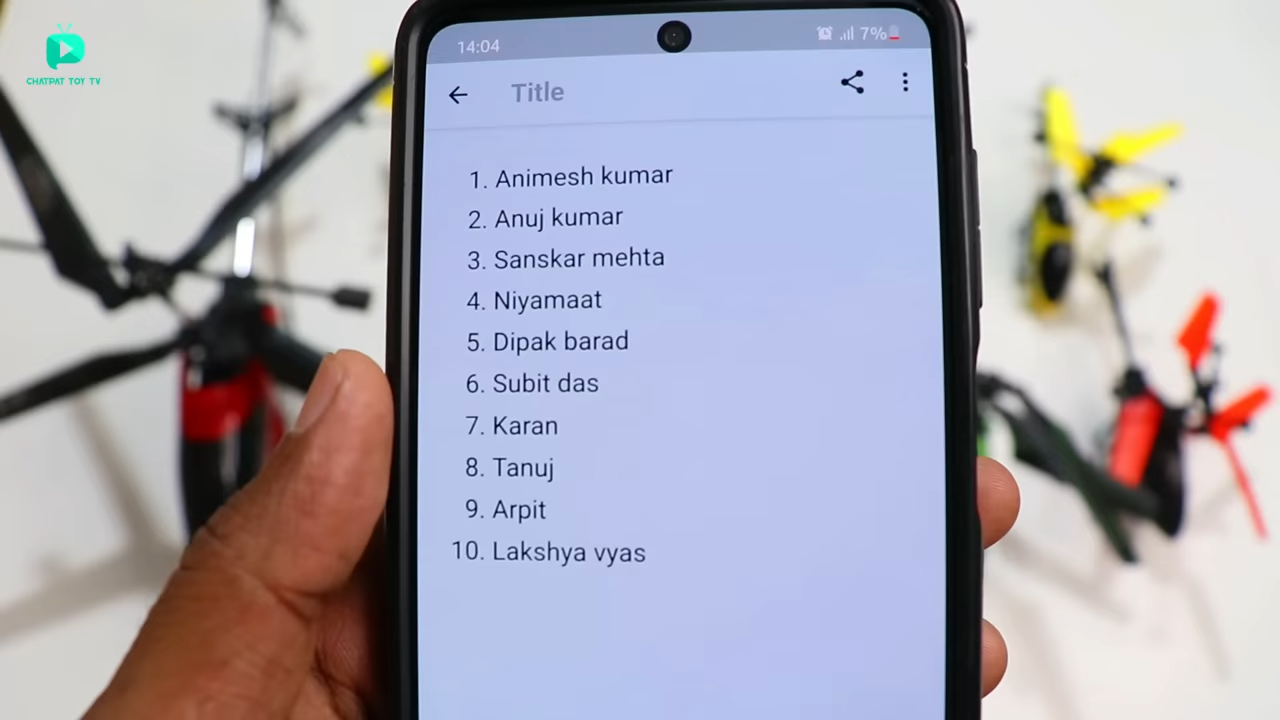 CHATPAT TOY TV
14:04
7%
Title
1. Animesh kumar
2. Anuj kumar
3. Sanskar mehta
4. Niyamaat
5. Dipak barad
6. Subit das
7. Karan
8. Tanuj
9. Arpit
10. Lakshya vyas